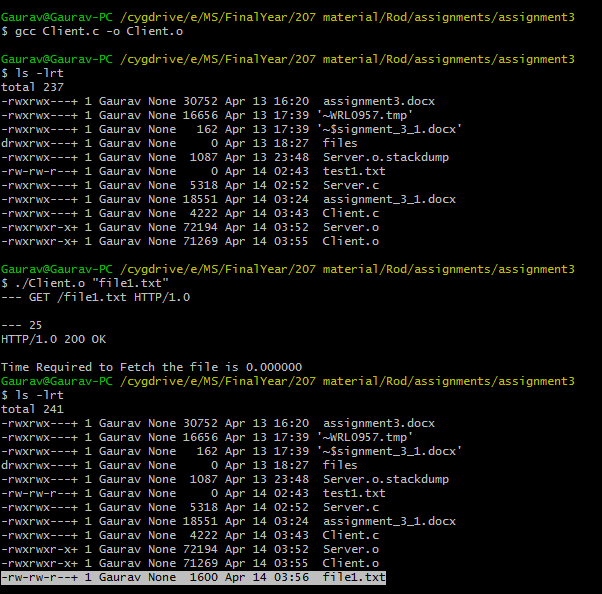 Gaurav@Gaurav-PC /cygdrive/e/MS/FinalYear/207 material/Rod/assignments/assignment3
$ gcc Client.c -o Client.o
Gaurav@Gaurav-PC /cygdrive/e/MS/FinalYear/207 material/Rod/assignments/assignment3
$ ls -lrt
total 237
-rwxrwx---+ 1 Gaurav None 30752 Apr 13 16:20  assignment3.docx
-rwxrwx---+ 1 Gaurav None 16656 Apr 13 17:39 '~WRL0957.tmp'
-rwxrwx---+ 1 Gaurav None   162 Apr 13 17:39 '~$signment_3_1.docx'
drwxrwx---+ 1 Gaurav None     0 Apr 13 18:27  files
-rwxrwx---+ 1 Gaurav None  1087 Apr 13 23:48  Server.o.stackdump
-rw-rw-r--+ 1 Gaurav None     0 Apr 14 02:43  test1.txt
-rwxrwx---+ 1 Gaurav None  5318 Apr 14 02:52  Server.c
-rwxrwx---+ 1 Gaurav None 18551 Apr 14 03:24  assignment_3_1.docx
-rwxrwx---+ 1 Gaurav None  4222 Apr 14 03:43  Client.c
-rwxrwxr-x+ 1 Gaurav None 72194 Apr 14 03:52  Server.o
-rwxrwxr-x+ 1 Gaurav None 71269 Apr 14 03:55  Client.o
Gaurav@Gaurav-PC /cygdrive/e/MS/FinalYear/207 material/Rod/assignments/assignment3
$ ./Client.o "file1.txt"
--- GET /file1.txt HTTP/1.0
--- 25
HTTP/1.0 200 OK
Time Required to Fetch the file is 0.000000
Gaurav@Gaurav-PC /cygdrive/e/MS/FinalYear/207 material/Rod/assignments/assignment3
$ ls -lrt
total 241
-rwxrwx---+ 1 Gaurav None 30752 Apr 13 16:20  assignment3.docx
-rwxrwx---+ 1 Gaurav None 16656 Apr 13 17:39 '~WRL0957.tmp'
-rwxrwx---+ 1 Gaurav None   162 Apr 13 17:39 '~$signment_3_1.docx'
drwxrwx---+ 1 Gaurav None     0 Apr 13 18:27  files
-rwxrwx---+ 1 Gaurav None  1087 Apr 13 23:48  Server.o.stackdump
-rw-rw-r--+ 1 Gaurav None     0 Apr 14 02:43  test1.txt
-rwxrwx---+ 1 Gaurav None  5318 Apr 14 02:52  Server.c
-rwxrwx---+ 1 Gaurav None 18551 Apr 14 03:24  assignment_3_1.docx
-rwxrwx---+ 1 Gaurav None  4222 Apr 14 03:43  Client.c
-rwxrwxr-x+ 1 Gaurav None 72194 Apr 14 03:52  Server.o
-rwxrwxr-x+ 1 Gaurav None 71269 Apr 14 03:55  Client.o
-rw-rw-r--+ 1 Gaurav None  1600 Apr 14 03:56  file1.txt